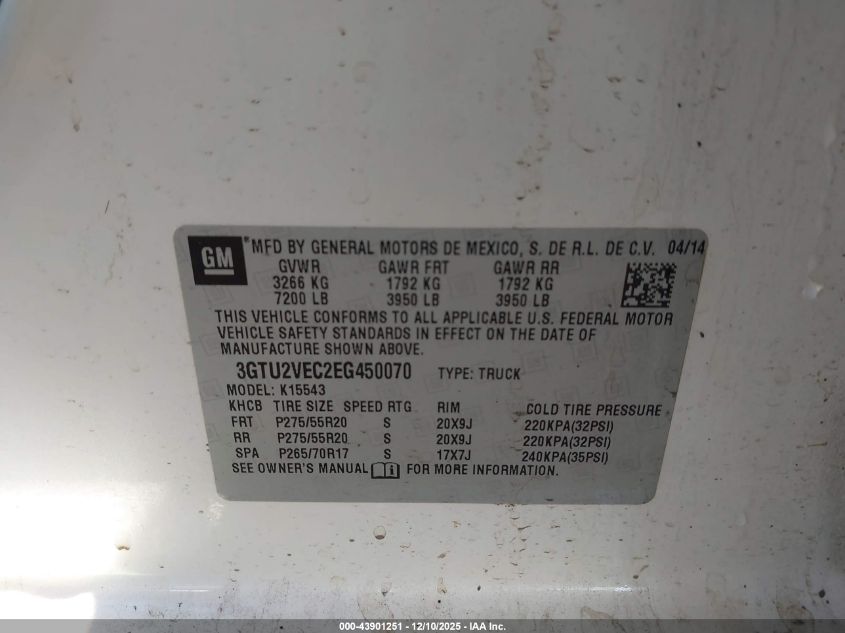 GM ® MFD BY GENERAL MOTORS DE MEXICO, S. DE R.L. DE C.V. 04/14
GVWR GAWR FRT GAWR RR
3266 KG 1792 KG 1792 KG
7200 LB 3950 LB 3950 LB
THIS VEHICLE CONFORMS TO ALL APPLICABLE U.S. FEDERAL MOTOR
VEHICLE SAFETY STANDARDS IN EFFECT ON THE DATE OF
MANUFACTURE SHOWN ABOVE.
3GTU2VEC2EG450070 TYPE: TRUCK
MODEL: K15543
KHCB TIRE SIZE SPEED RTG RIM COLD TIRE PRESSURE
FRT P275/55R20 S 20X9J 220KPA(32PSI)
RR P275/55R20 S 20X9J 220KPA(32PSI)
SPA P265/70R17 S 17X7J 240KPA(35PSI)
SEE OWNER'S MANUAL FOR MORE INFORMATION.
000-43901251 - 12/10/2025 - IAA Inc.